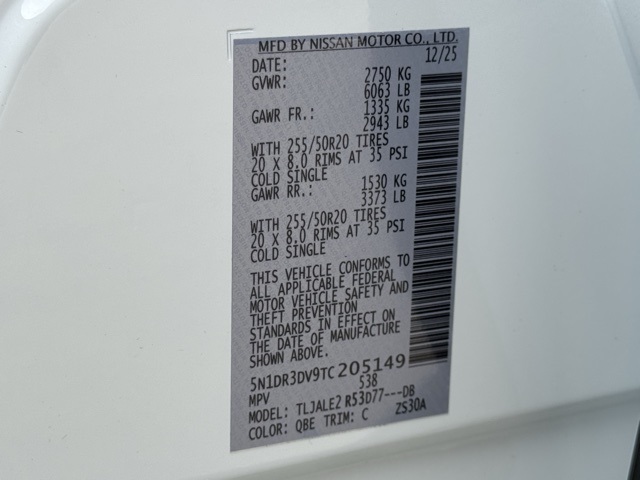 MFD BY NISSAN MOTOR CO., LTD.
DATE: 12/25
GVWR: 2750 KG
6063 LB
GAWR FR.: 1335 KG
2943 LB
WITH 255/50R20 TIRES
20 X 8.0 RIMS AT 35 PSI
COLD SINGLE
GAWR RR.: 1530 KG
3373 LB
WITH 255/50R20 TIRES
20 X 8.0 RIMS AT 35 PSI
COLD SINGLE
THIS VEHICLE CONFORMS TO
ALL APPLICABLE FEDERAL
MOTOR VEHICLE SAFETY AND
THEFT PREVENTION
STANDARDS IN EFFECT ON
THE DATE OF MANUFACTURE
SHOWN ABOVE.
5N1DR3DV9TC205149
MPV 538
MODEL: TLJALE2 R53D77---DB
COLOR: QBE TRIM: C ZS30A